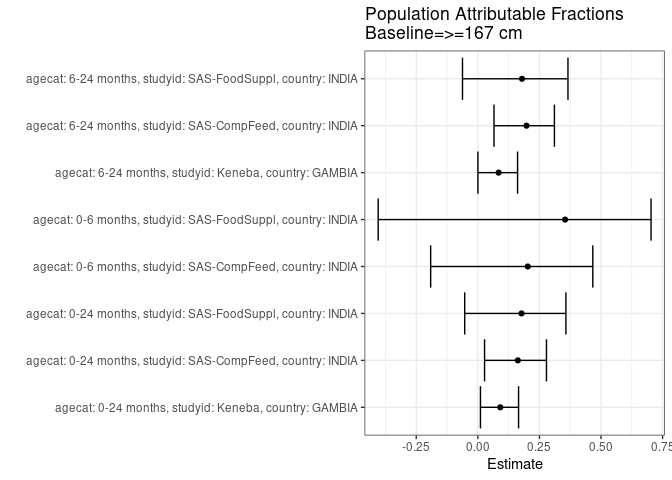 Population Attributable Fractions
Baseline=>=167 cm
agecat: 6-24 months, studyid: SAS-FoodSuppl, country: INDIA
agecat: 6-24 months, studyid: SAS-CompFeed, country: INDIA
agecat: 6-24 months, studyid: Keneba, country: GAMBIA
agecat: 0-6 months, studyid: SAS-FoodSuppl, country: INDIA
agecat: 0-6 months, studyid: SAS-CompFeed, country: INDIA
agecat: 0-24 months, studyid: SAS-FoodSuppl, country: INDIA
agecat: 0-24 months, studyid: SAS-CompFeed, country: INDIA
agecat: 0-24 months, studyid: Keneba, country: GAMBIA
-0.25 0.00 0.25 0.50 0.75
Estimate